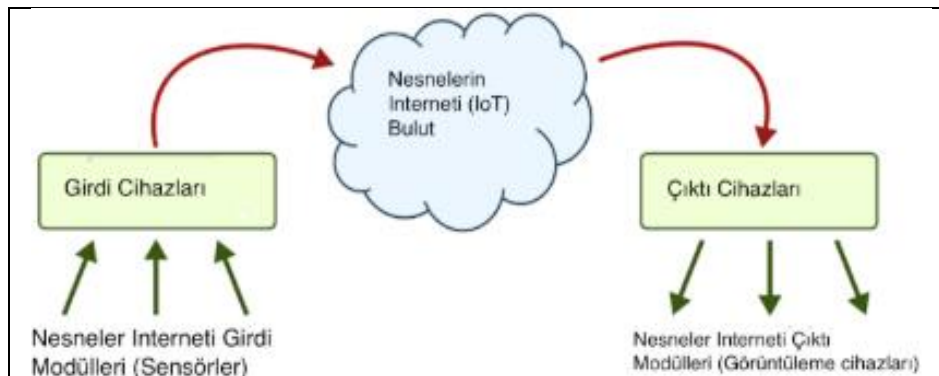 Nesnelerin
Interneti (IoT)
Bulut
Girdi Cihazları
Çıktı Cihazları
Nesneler Interneti Girdi
Modülleri (Sensörler)
Nesneler Interneti Çıktı
Modülleri (Görüntüleme cihazları)